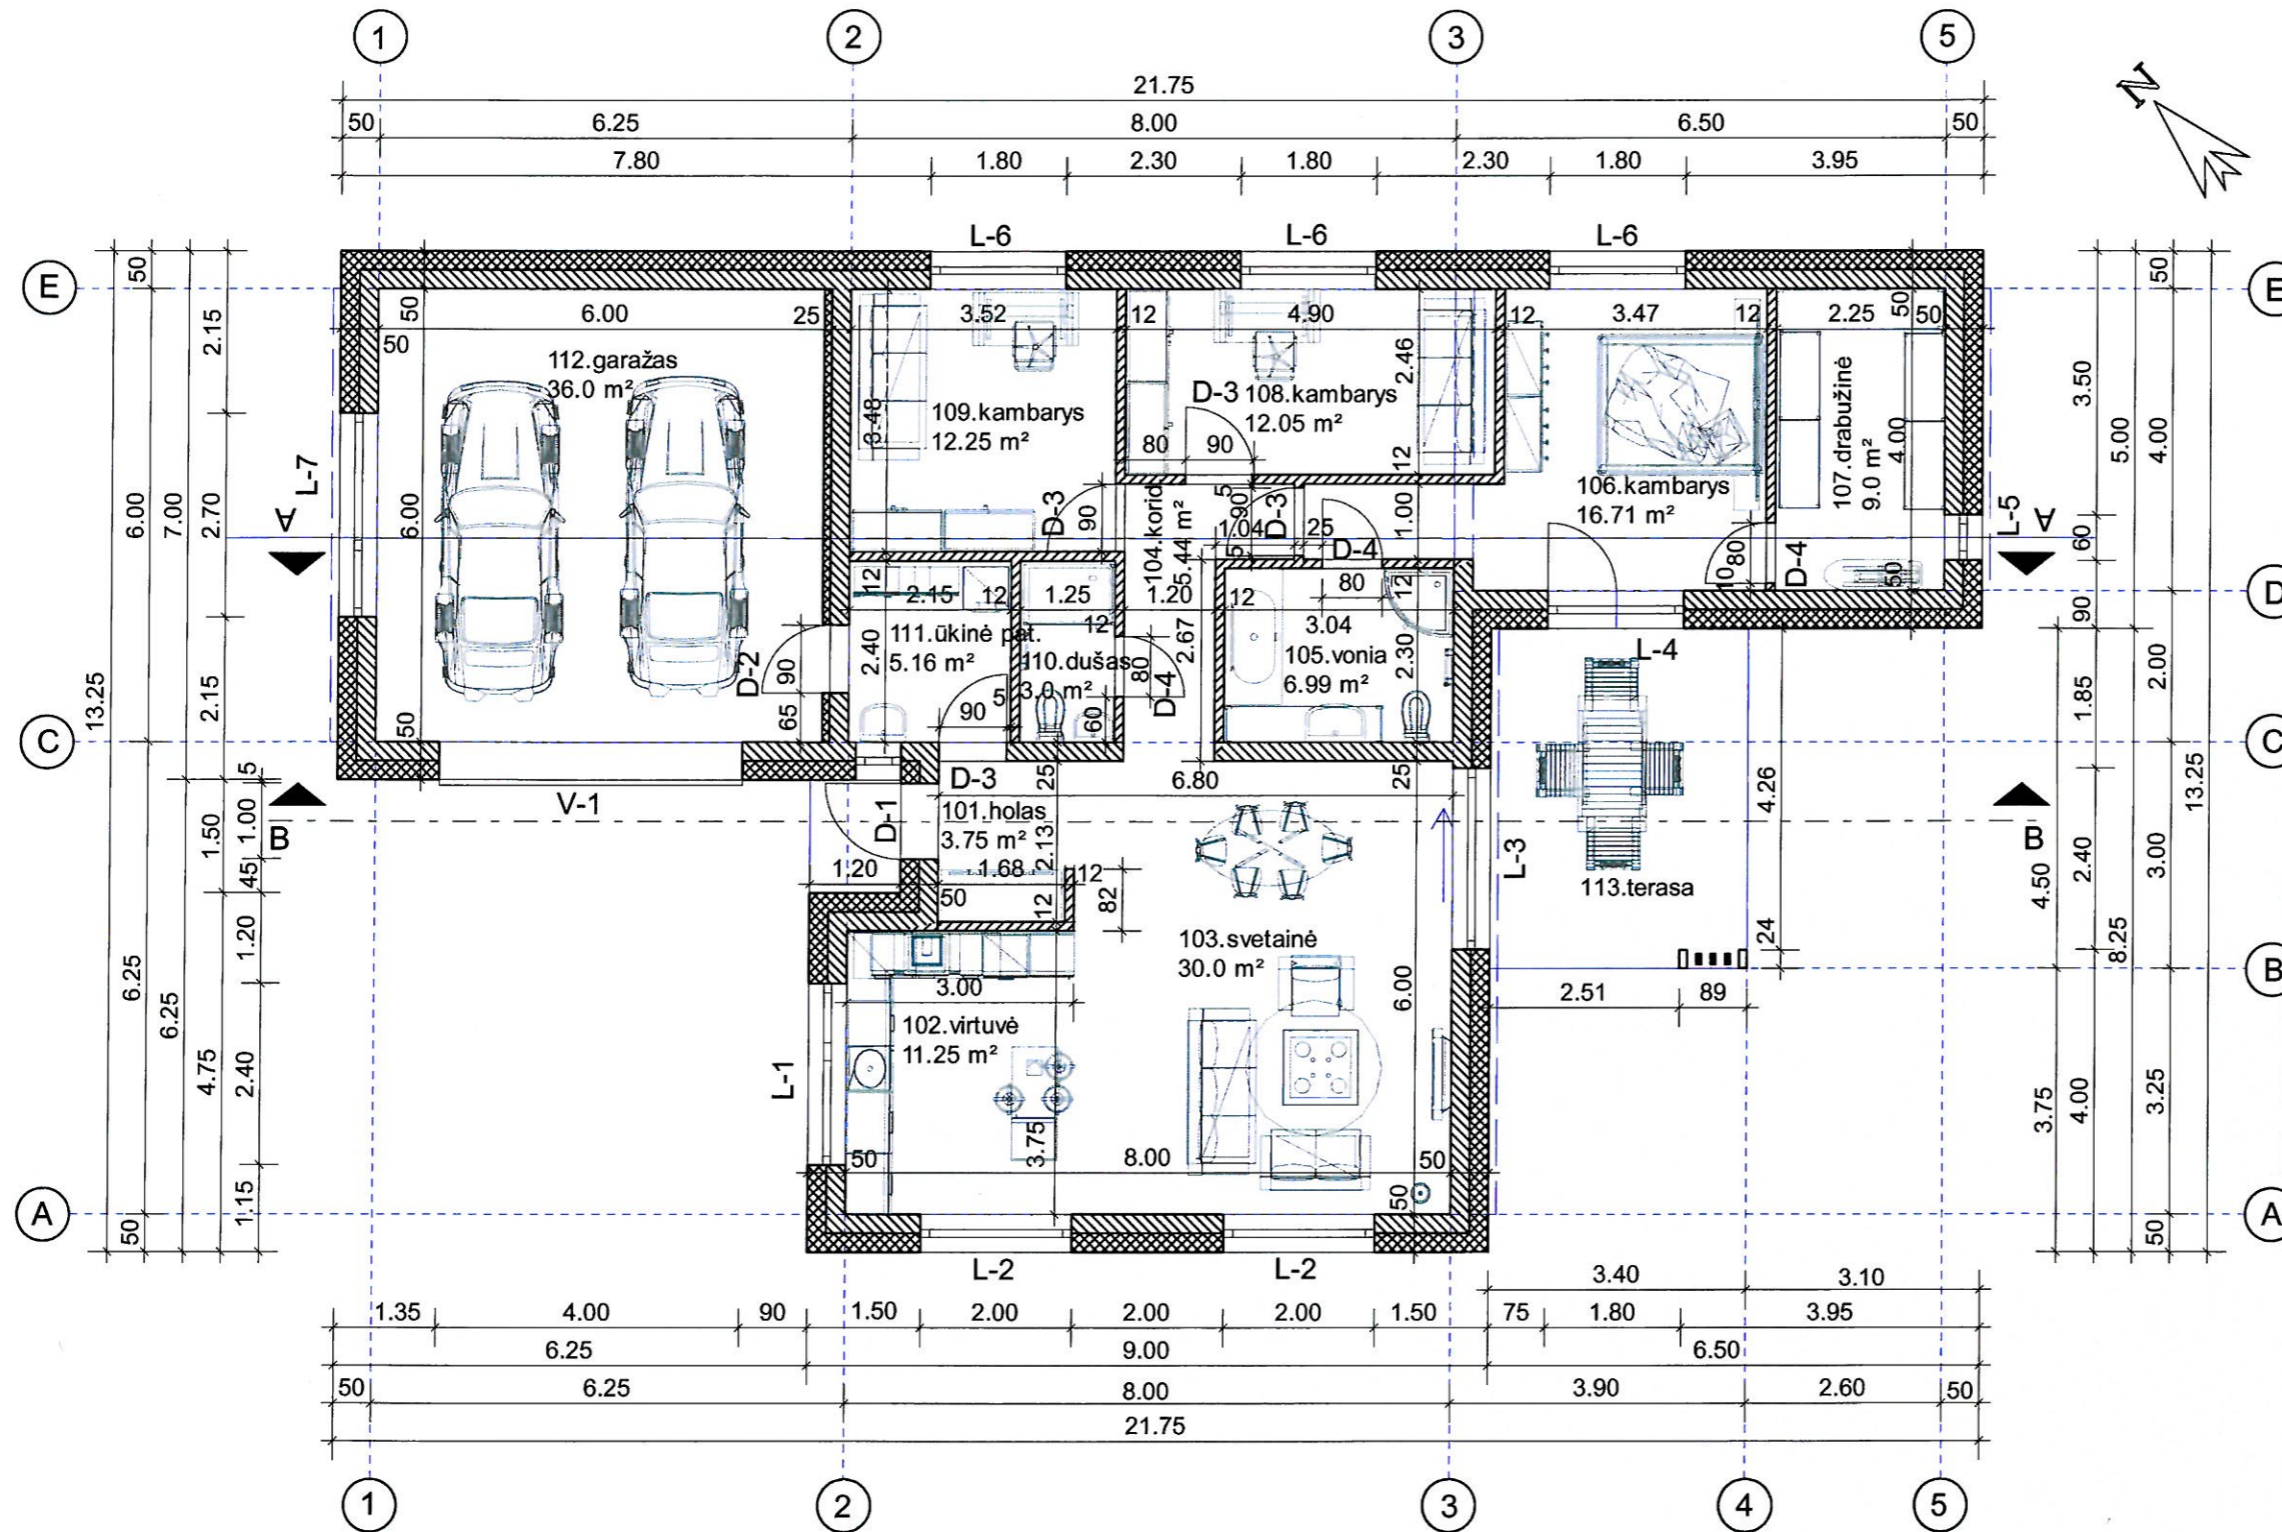 1 2 3 5
N
21.75
50 6.25 8.00 6.50 50
7.80 1.80 2.30 1.80 2.30 1.80 3.95
L-6 L-6 L-6
E E
50 50
50 6.00 25 3.52 12 4.90 12 3.47 12 2.25 50 50
50
2.15
112.garažas
36.0 m²
109.kambarys
12.25 m²
3.48
D-3
108.kambarys
12.05 m²
2.46
80 90
12
106.kambarys
16.71 m²
107.drabužinė
9.0 m²
4.00
3.50
5.00
4.00
L-7
A
6.00
7.00
2.70
6.00
D-3
90
104.korid.
5.44 m²
5
90
D-3
1.04
25
5
1.00
D-4
80
80
10
D-4
50
L-5
A
60
D D
12
2.15 12 1.25 1.20 12
12
111.ūkinė pat.
5.16 m²
2.40
110.dušas
3.0 m²
12
80
D-4
2.67
3.04
105.vonia
6.99 m²
2.30
12
90
L-4
D-2
90
65
5
90
60
2.15
13.25
50
C C
V-1
D-3
25
6.80
25
1.85
2.00
B B
5
1.00
1.50
45
D-1
101.holas
3.75 m²
2.13
1.20 1.68 12
50
12
82
L-3
113.terasa
4.26
24
4.50
2.40
3.00
13.25
8.25
103.svetainė
30.0 m²
B
3.00
2.51 89
102.virtuvė
11.25 m²
6.00
1.20
6.25
6.25
4.75
2.40
L-1
3.75
50 8.00 50
50
1.15
3.75
4.00
3.25
A A
50 50
L-2 L-2
3.40 3.10
1.35 4.00 90 1.50 2.00 2.00 2.00 1.50 75 1.80 3.95
6.25 9.00 6.50
50 6.25 8.00 3.90 2.60 50
21.75
1 2 3 4 5